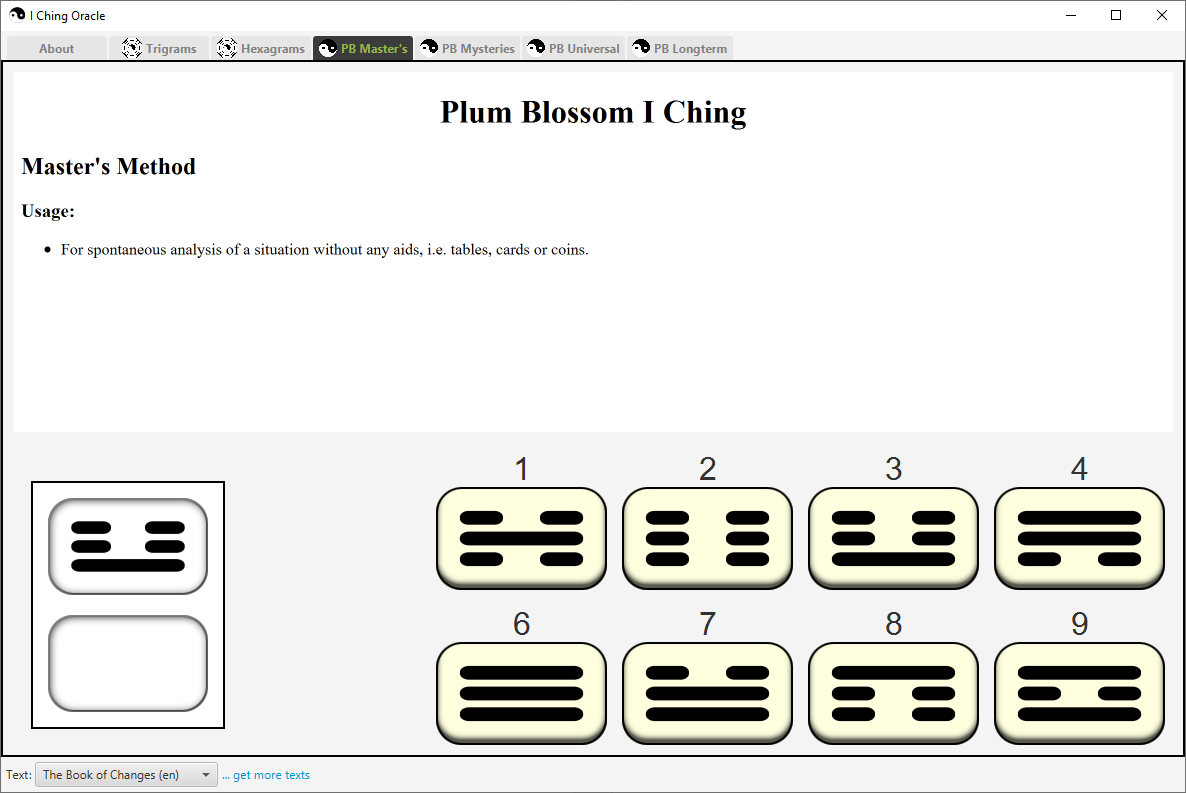 I Ching Oracle
About Trigrams Hexagrams PB Master's PB Mysteries PB Universal PB Longterm
Plum Blossom I Ching
Master's Method
Usage:
• For spontaneous analysis of a situation without any aids, i.e. tables, cards or coins.
1 2 3 4
6 7 8 9
Text: The Book of Changes (en) ... get more texts